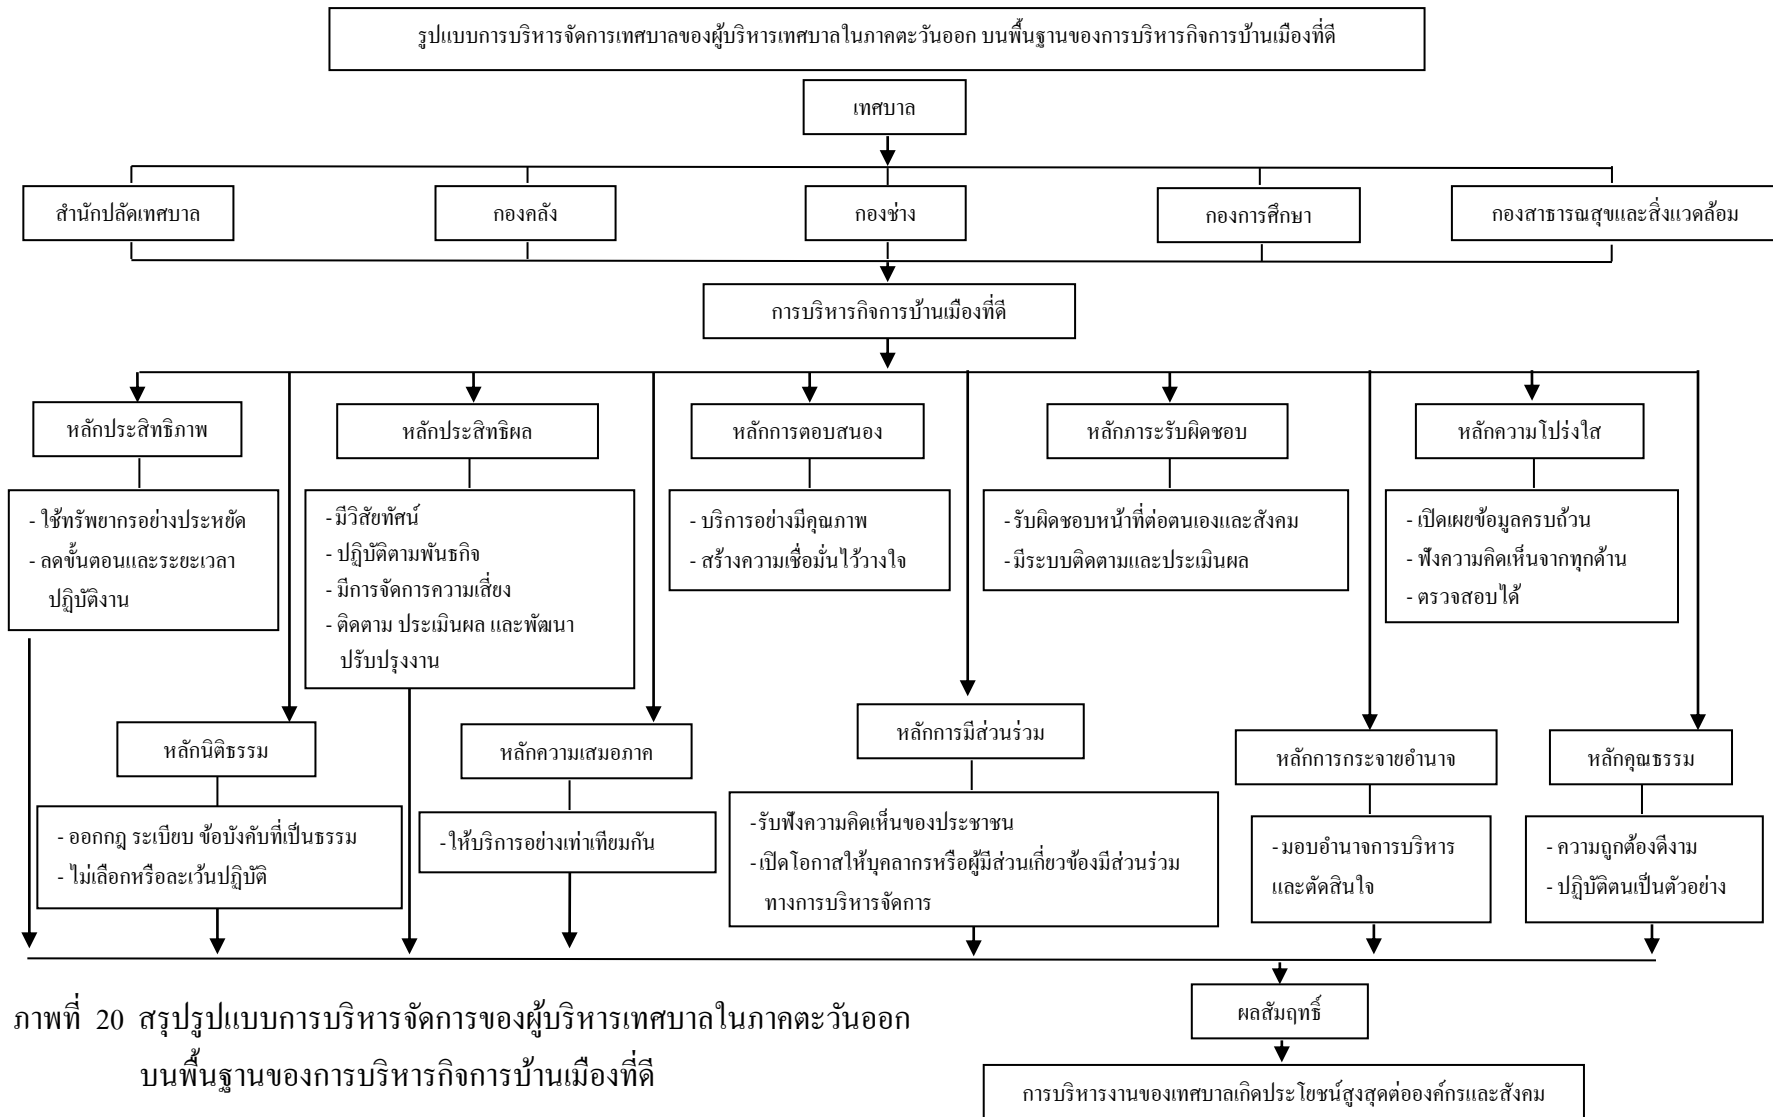 รูปแบบการบริหารจัดการเทศบาลของผู้บริหารเทศบาลในภาคตะวันออก บนพื้นฐานของการบริหารกิจการบ้านเมืองที่ดี
เทศบาล
สำนักปลัดเทศบาล
กองคลัง
กองช่าง
กองการศึกษา
กองสาธารณสุขและสิ่งแวดล้อม
การบริหารกิจการบ้านเมืองที่ดี
หลักประสิทธิภาพ
หลักประสิทธิผล
หลักการตอบสนอง
หลักภาระรับผิดชอบ
หลักความโปร่งใส
- ใช้ทรัพยากรอย่างประหยัด
- ลดขั้นตอนและระยะเวลา
ปฏิบัติงาน
- มีวิสัยทัศน์
- ปฏิบัติตามพันธกิจ
- มีการจัดการความเสี่ยง
- ติดตาม ประเมินผล และพัฒนา
ปรับปรุงงาน
- บริการอย่างมีคุณภาพ
- สร้างความเชื่อมั่นไว้วางใจ
- รับผิดชอบหน้าที่ต่อตนเองและสังคม
- มีระบบติดตามและประเมินผล
- เปิดเผยข้อมูลครบถ้วน
- ฟังความคิดเห็นจากทุกด้าน
- ตรวจสอบได้
หลักนิติธรรม
หลักความเสมอภาค
หลักการมีส่วนร่วม
หลักการกระจายอำนาจ
หลักคุณธรรม
- ออกกฎ ระเบียบ ข้อบังคับที่เป็นธรรม
- ไม่เลือกหรือละเว้นปฏิบัติ
- ให้บริการอย่างเท่าเทียมกัน
- รับฟังความคิดเห็นของประชาชน
- เปิดโอกาสให้บุคลากรหรือผู้มีส่วนเกี่ยวข้องมีส่วนร่วม
ทางการบริหารจัดการ
- มอบอำนาจการบริหาร
และตัดสินใจ
- ความถูกต้องดีงาม
- ปฏิบัติตนเป็นตัวอย่าง
ผลสัมฤทธิ์
การบริหารงานของเทศบาลเกิดประโยชน์สูงสุดต่อองค์กรและสังคม
ภาพที่ 20 สรุปรูปแบบการบริหารจัดการของผู้บริหารเทศบาลในภาคตะวันออก
บนพื้นฐานของการบริหารกิจการบ้านเมืองที่ดี